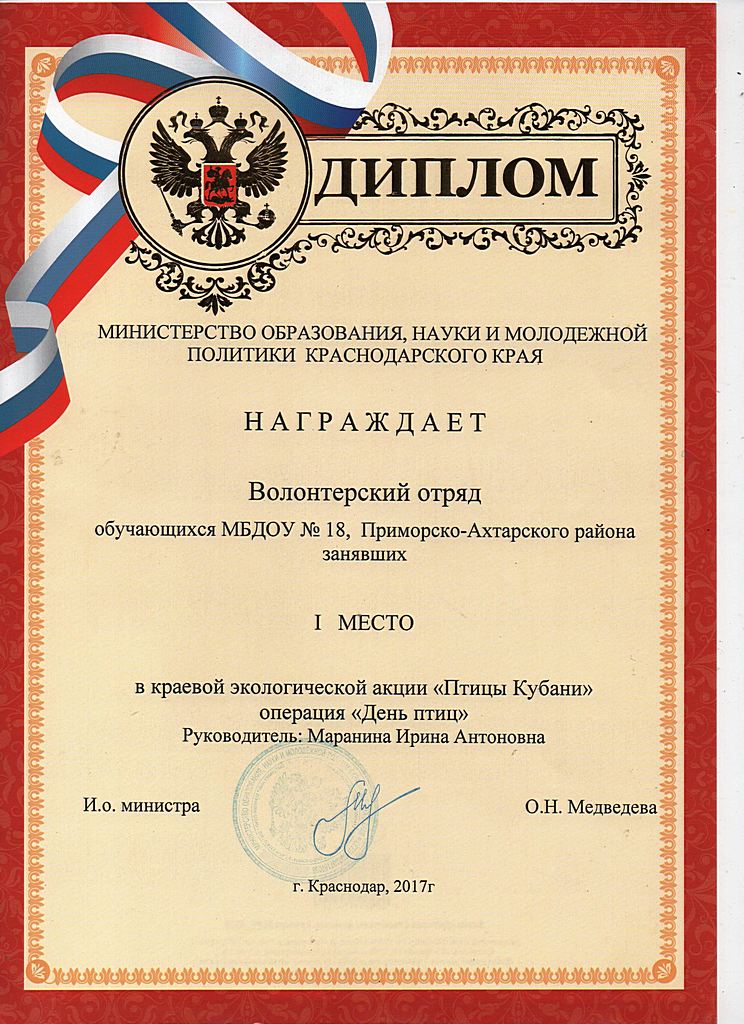 ДИПЛОМ
МИНИСТЕРСТВО ОБРАЗОВАНИЯ, НАУКИ И МОЛОДЕЖНОЙ
ПОЛИТИКИ КРАСНОДАРСКОГО КРАЯ
НАГРАЖДАЕТ
Волонтерский отряд
обучающихся МБДОУ № 18, Приморско-Ахтарского района
занявших
I МЕСТО
в краевой экологической акции «Птицы Кубани»
операция «День птиц»
Руководитель: Маранина Ирина Антоновна
И.о. министра
О.Н. Медведева
г. Краснодар, 2017г